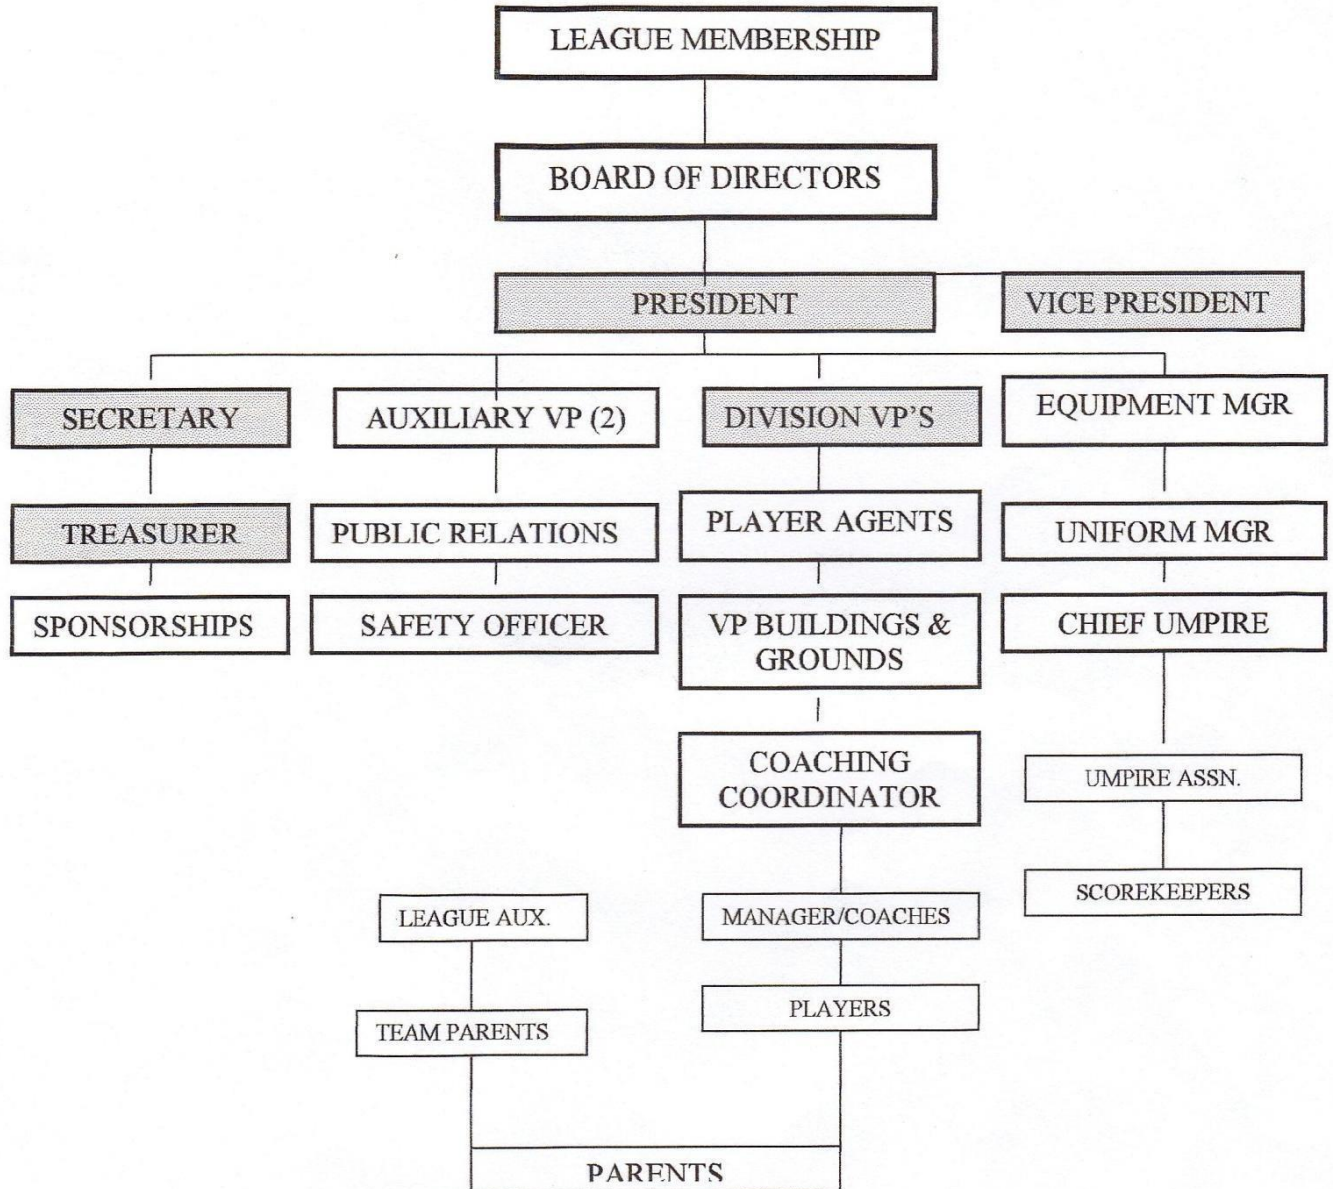 LEAGUE MEMBERSHIP
BOARD OF DIRECTORS
PRESIDENT
VICE PRESIDENT
SECRETARY
AUXILIARY VP (2)
DIVISION VP'S
EQUIPMENT MGR
TREASURER
PUBLIC RELATIONS
PLAYER AGENTS
UNIFORM MGR
SPONSORSHIPS
SAFETY OFFICER
VP BUILDINGS &
GROUNDS
CHIEF UMPIRE
COACHING
COORDINATOR
UMPIRE ASSN.
LEAGUE AUX.
MANAGER/COACHES
SCOREKEEPERS
TEAM PARENTS
PLAYERS
PARENTS